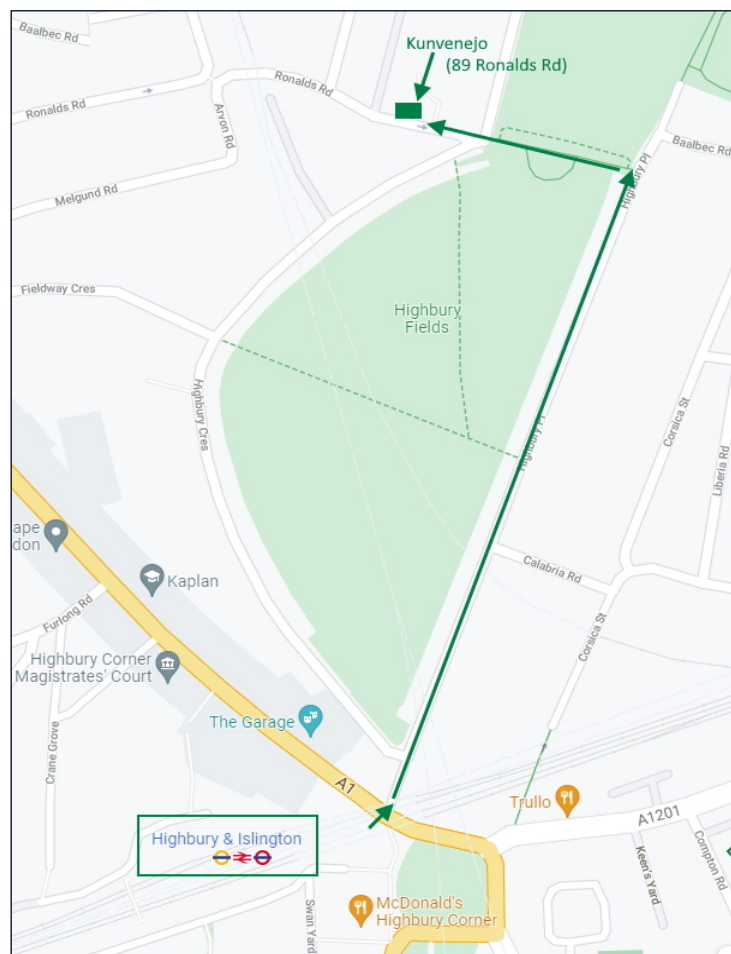 Baalbec Rd
Kunvenejo
(89 Ronalds Rd)
Ronalds Rd
Ronalds Rd
Arvon Rd
Baalbec Rd
Highbury Pl
Melgund Rd
Fieldway Cres
Highbury
Fields
Highbury Cres
Corsica St
Highbury Pl
Liberia Rd
ape
don
Kaplan
Calabria Rd
Furlong Rd
Corsica St
Highbury Corner
Magistrates' Court
The Garage
Crane Grove
A1
Trullo
A1201
Highbury & Islington
Keen's Yard
Compton Rd
Swan Yard
McDonald's
Highbury Corner